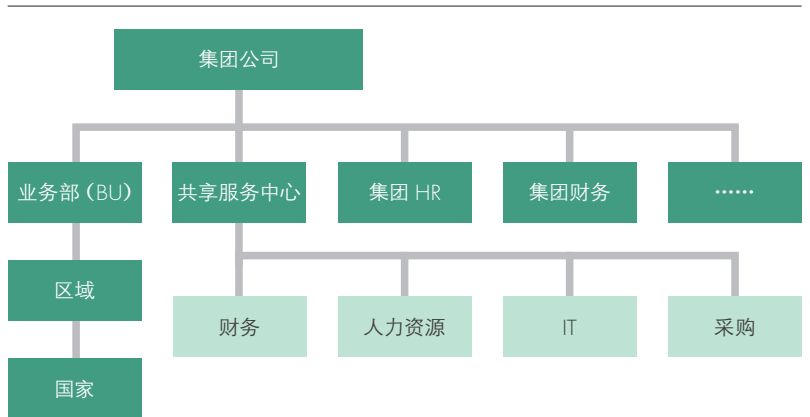 集团公司
业务部（BU）
共享服务中心
集团 HR
集团财务
……
区域
财务
人力资源
IT
采购
国家